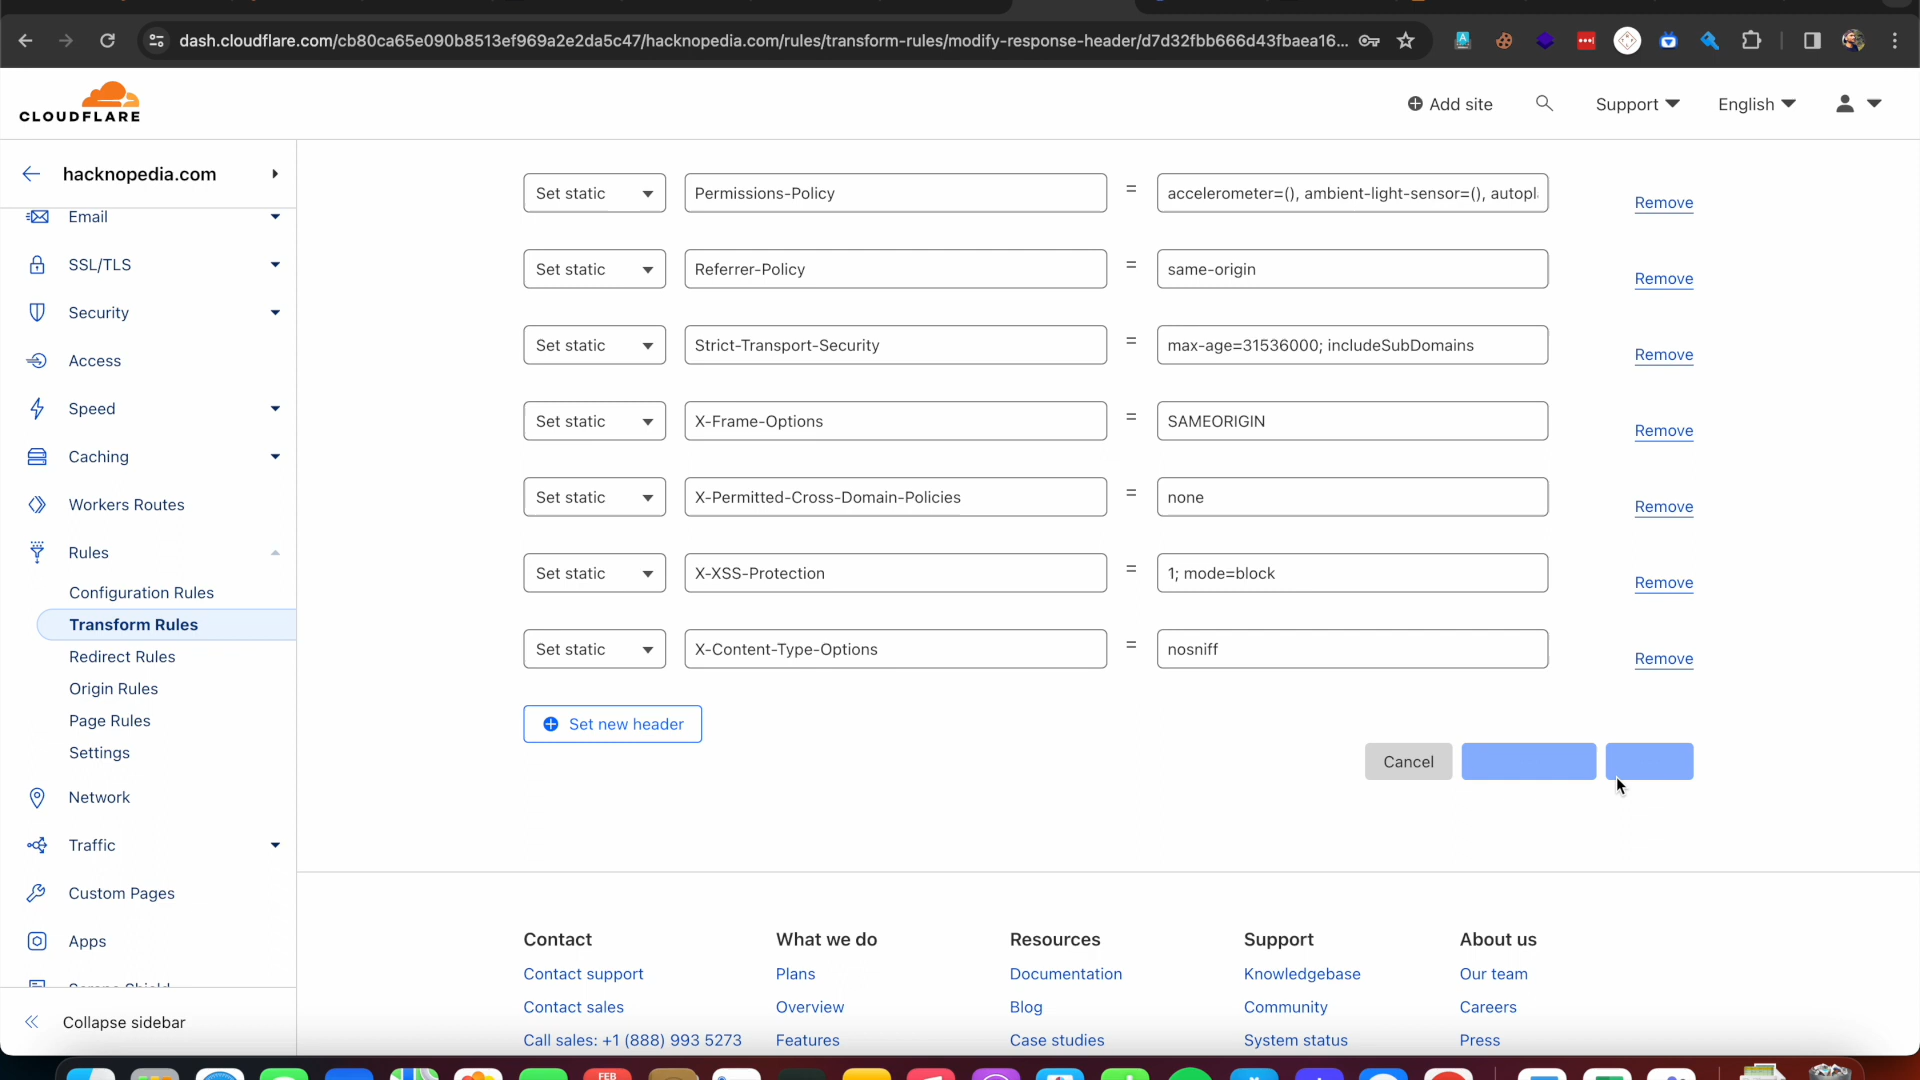 dash.cloudflare.com/cb80ca65e090b8513ef969a2e2da5c47/hacknopedia.com/rules/transform-rules/modify-response-header/d7d32fbb666d43fbaea16...
CLOUDFLARE
Add site
Support
English
hacknopedia.com
Email
SSL/TLS
Security
Access
Speed
Caching
Workers Routes
Rules
Configuration Rules
Transform Rules
Redirect Rules
Origin Rules
Page Rules
Settings
Network
Traffic
Custom Pages
Apps
Collapse sidebar
Set static Permissions-Policy = accelerometer=(), ambient-light-sensor=(), autopl Remove
Set static Referrer-Policy = same-origin Remove
Set static Strict-Transport-Security = max-age=31536000; includeSubDomains Remove
Set static X-Frame-Options = SAMEORIGIN Remove
Set static X-Permitted-Cross-Domain-Policies = none Remove
Set static X-XSS-Protection = 1; mode=block Remove
Set static X-Content-Type-Options = nosniff Remove
Set new header
Cancel
Contact
Contact support
Contact sales
Call sales: +1 (888) 993 5273
What we do
Plans
Overview
Features
Resources
Documentation
Blog
Case studies
Support
Knowledgebase
Community
System status
About us
Our team
Careers
Press
FEB